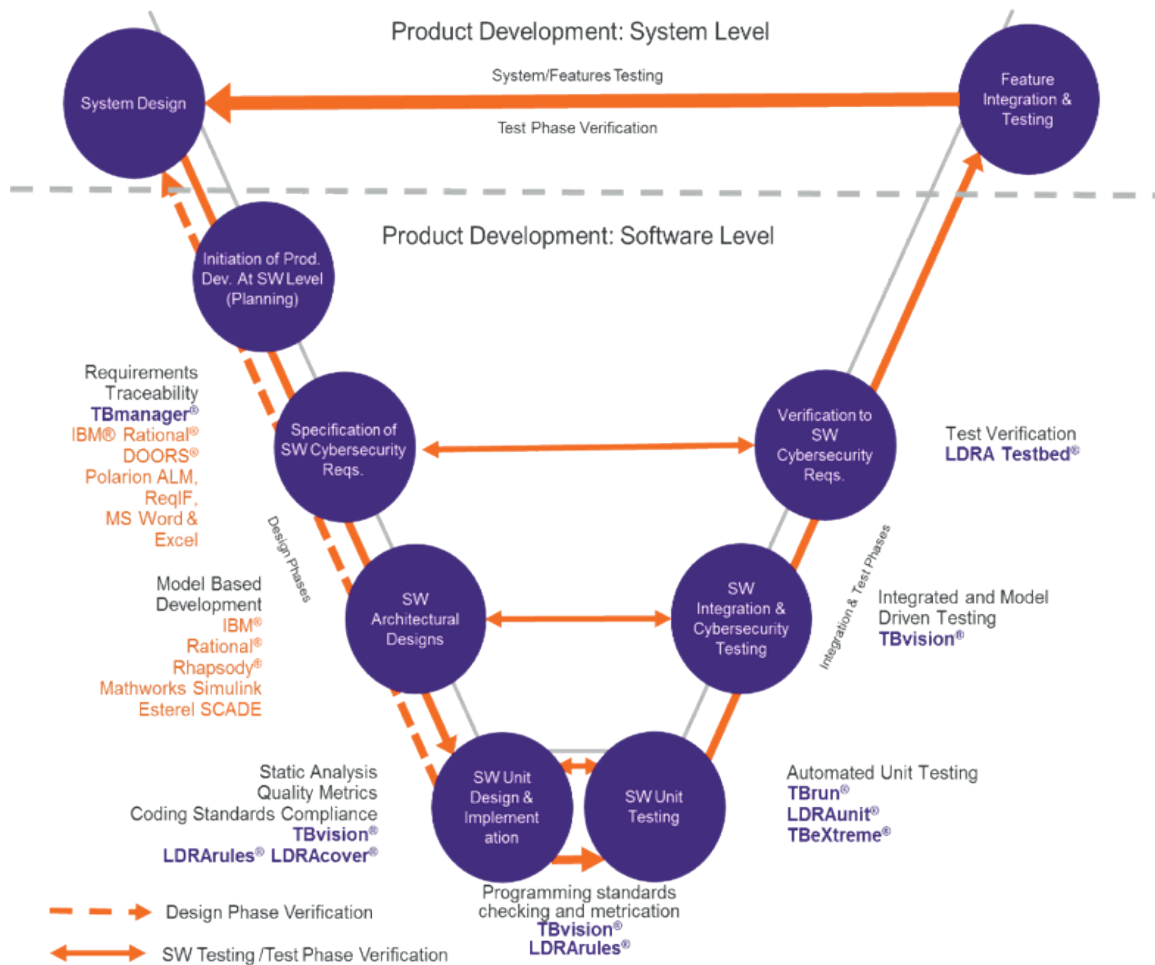 Product Development: System Level
System/Features Testing
System Design
Feature
Integration &
Testing
Test Phase Verification
Product Development: Software Level
Initiation of Prod.
Dev. At SW Level
(Planning)
Requirements
Traceability
TBmanager®
IBM® Rational®
DOORS®
Polarion ALM,
ReqIF,
MS Word &
Excel
Specification of
SW Cybersecurity
Reqs.
Verification to
SW
Cybersecurity
Reqs.
Test Verification
LDRA Testbed®
Design Phases
Integration & Test Phases
Model Based
Development
IBM®
Rational®
Rhapsody®
Mathworks Simulink
Esterel SCADE
SW
Architectural
Designs
SW
Integration &
Cybersecurity
Testing
Integrated and Model
Driven Testing
TBvision®
Static Analysis
Quality Metrics
Coding Standards Compliance
TBvision®
LDRArules® LDRAcover®
SW Unit
Design &
Implement
ation
SW Unit
Testing
Automated Unit Testing
TBrun®
LDRAunit®
TBeXtreme®
Programming standards
checking and metrication
TBvision®
LDRArules®
Design Phase Verification
SW Testing /Test Phase Verification